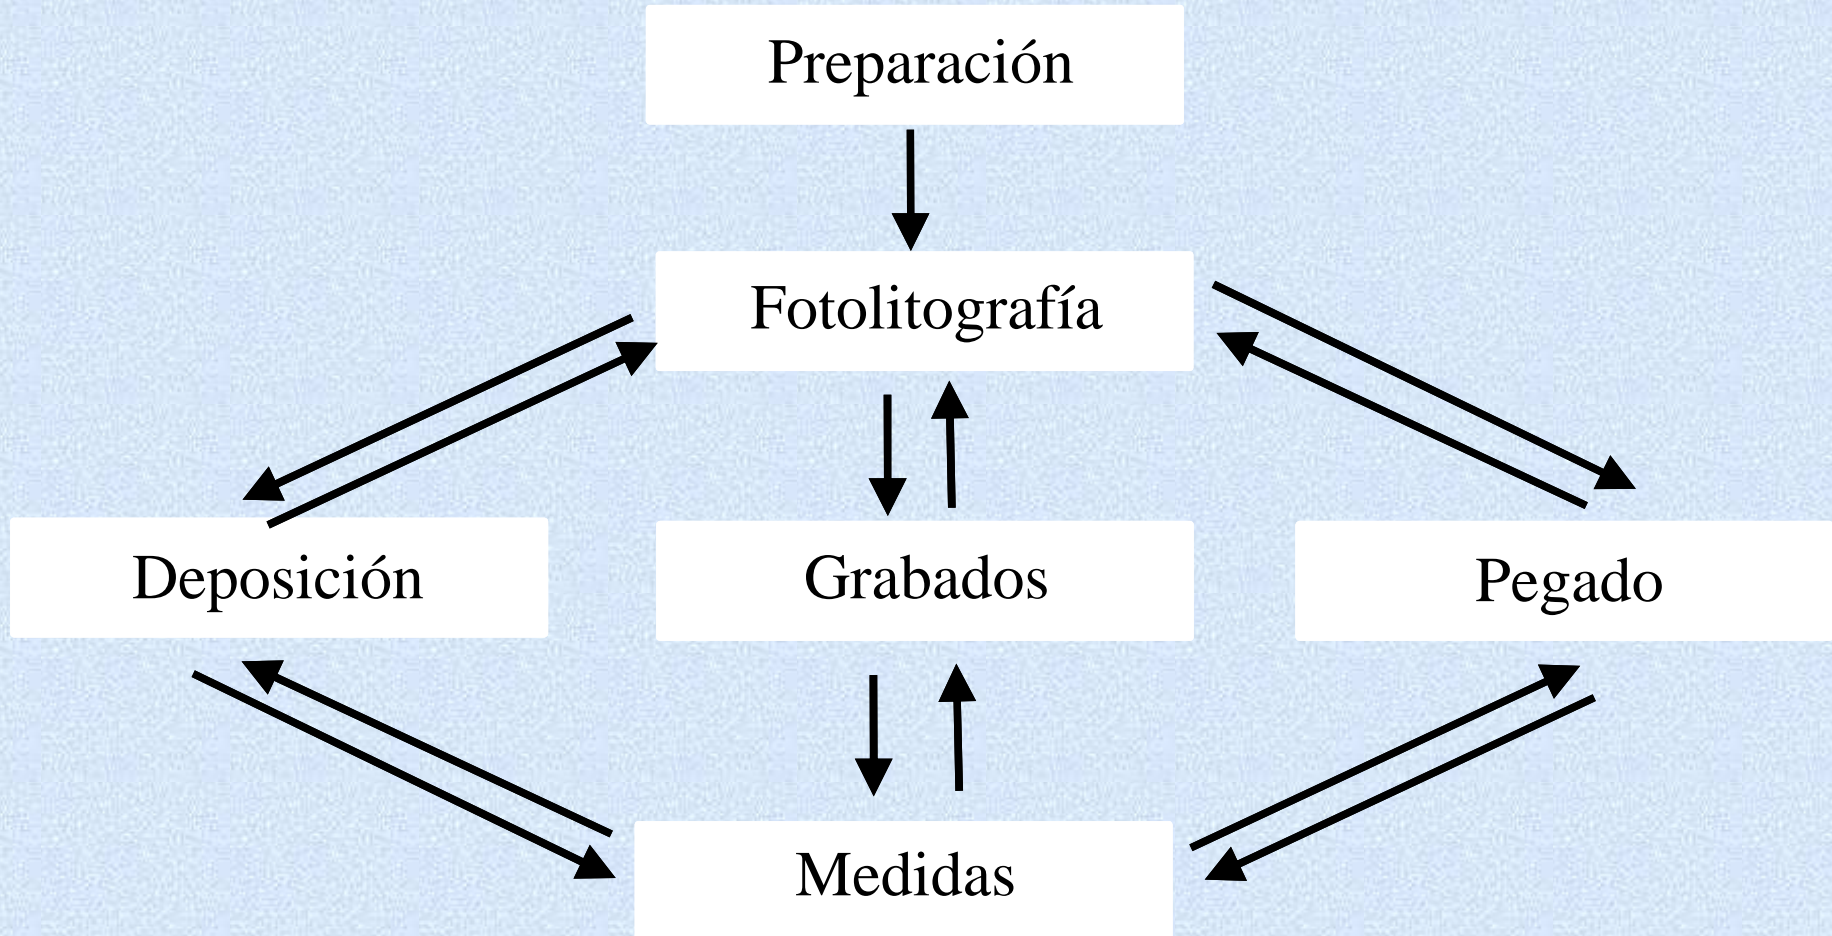 Preparación
Fotolitografía
Deposición
Grabados
Pegado
Medidas